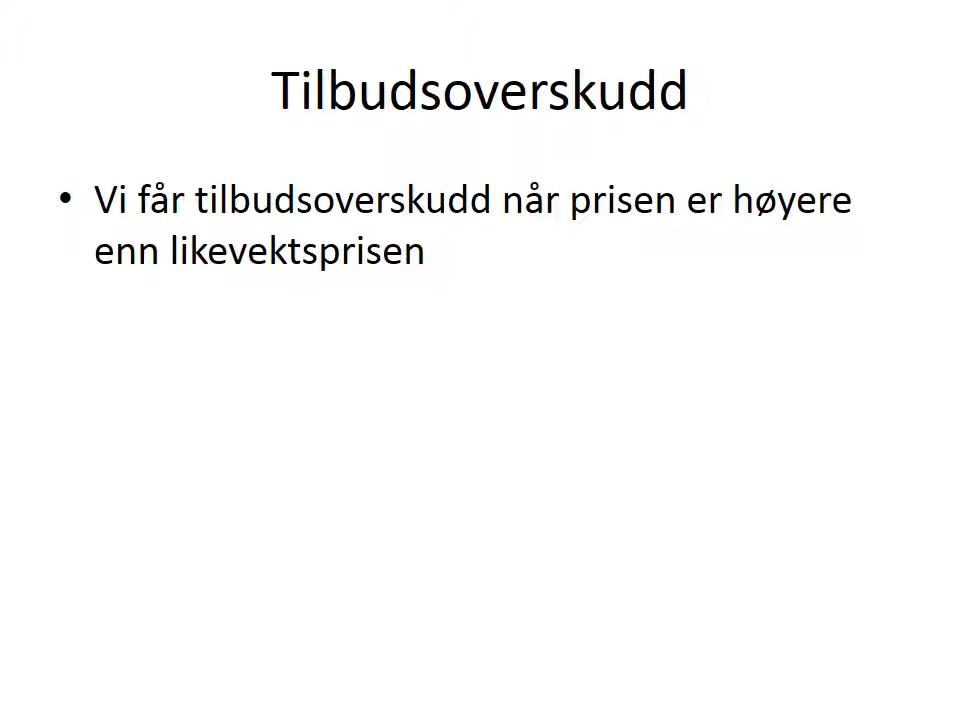 Tilbudsoverskudd
• Vi får tilbudsoverskudd når prisen er høyere
enn likevektsprisen